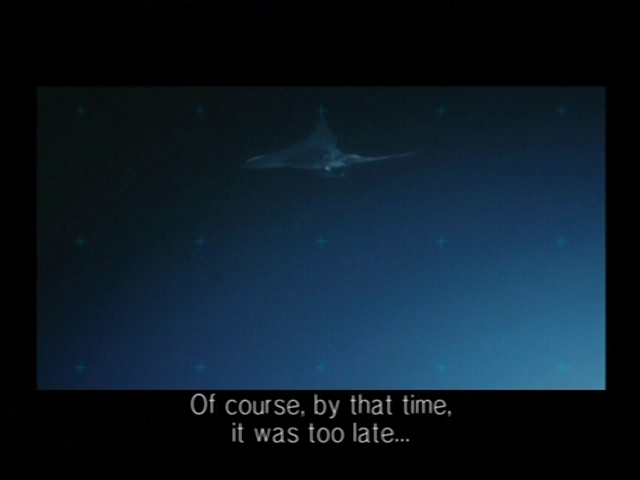 Of course, by that time,
it was too late...